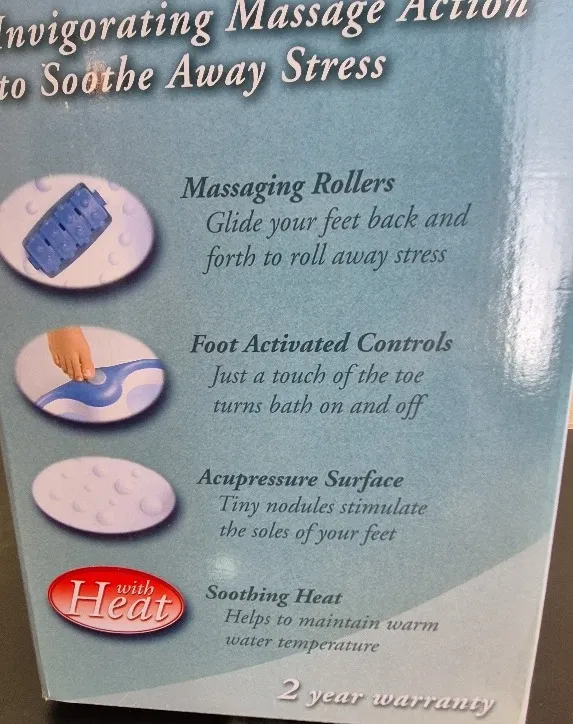 Invigorating Massage Action
to Soothe Away Stress
Massaging Rollers
Glide your feet back and
forth to roll away stress
Foot Activated Controls
Just a touch of the toe
turns bath on and off
Acupressure Surface
Tiny nodules stimulate
the soles of your feet
with
Heat
Soothing Heat
Helps to maintain warm
water temperature
2 year warranty